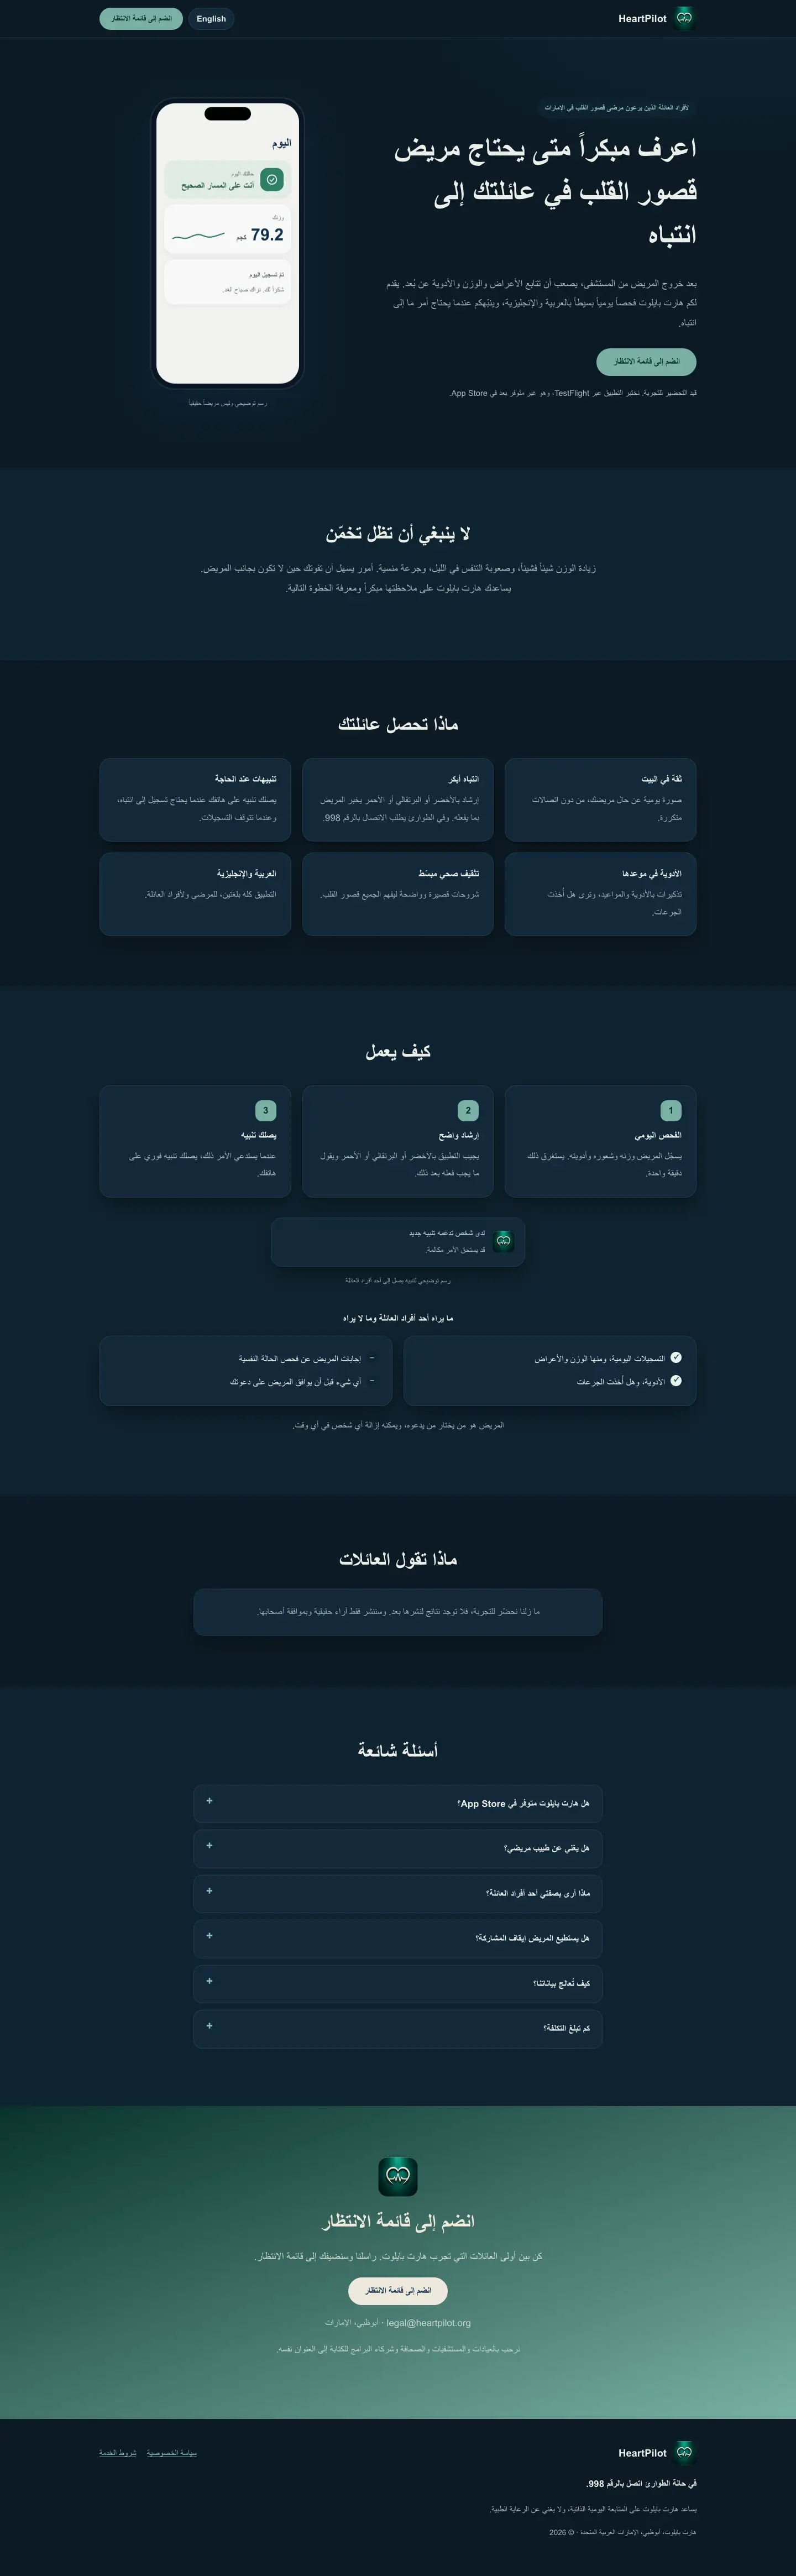 HeartPilot
English
انضم إلى قائمة الانتظار
لأفراد العائلة الذين يرعون مرضى قصور القلب في الإمارات
اعرف مبكراً متى يحتاج مريض
قصور القلب في عائلتك إلى
انتباه
بعد خروج المريض من المستشفى، يصعب أن تتابع الأعراض والوزن والأدوية عن بُعد. يقدم
لكم هارت بايلوت فحصاً يومياً بسيطاً بالعربية والإنجليزية، وينبّهكم عندما يحتاج أمر ما إلى
انتباه.
انضم إلى قائمة الانتظار
قيد التحضير للتجربة. نختبر التطبيق عبر TestFlight، وهو غير متوفر بعد في App Store.
اليوم
حالتك اليوم
أنت على المسار الصحيح
وزنك
79.2 كجم
تمّ تسجيل اليوم
شكراً لك. نراك صباح الغد.
رسم توضيحي وليس مريضاً حقيقياً
لا ينبغي أن تظل تخمّن
زيادة الوزن شيئاً فشيئاً، وصعوبة التنفس في الليل، وجرعة منسية. أمور يسهل أن تفوتك حين لا تكون بجانب المريض.
يساعدك هارت بايلوت على ملاحظتها مبكراً ومعرفة الخطوة التالية.
ماذا تحصل عائلتك
ثقة في البيت
صورة يومية عن حال مريضك، من دون اتصالات
متكررة.
انتباه أبكر
إرشاد بالأخضر أو البرتقالي أو الأحمر يخبر المريض
بما يفعله. وفي الطوارئ يطلب الاتصال بالرقم 998.
تنبيهات عند الحاجة
يصلك تنبيه على هاتفك عندما يحتاج تسجيل إلى انتباه،
وعندما تتوقف التسجيلات.
الأدوية في موعدها
تذكيرات بالأدوية والمواعيد، وترى هل أُخذت
الجرعات.
تثقيف صحي مبسّط
شروحات قصيرة وواضحة ليفهم الجميع قصور القلب.
العربية والإنجليزية
التطبيق كله بلغتين، للمرضى ولأفراد العائلة.
كيف يعمل
1
الفحص اليومي
يسجّل المريض وزنه وشعوره وأدويته. يستغرق ذلك
دقيقة واحدة.
2
إرشاد واضح
يجيب التطبيق بالأخضر أو البرتقالي أو الأحمر ويقول
ما يجب فعله بعد ذلك.
3
يصلك تنبيه
عندما يستدعي الأمر ذلك، يصلك تنبيه فوري على
هاتفك.
لدى شخص تدعمه تنبيه جديد
قد يستحق الأمر مكالمة.
رسم توضيحي لتنبيه يصل إلى أحد أفراد العائلة
ما يراه أحد أفراد العائلة وما لا يراه
التسجيلات اليومية، ومنها الوزن والأعراض
الأدوية، وهل أُخذت الجرعات
إجابات المريض عن فحص الحالة النفسية
أي شيء قبل أن يوافق المريض على دعوتك
المريض هو من يختار من يدعوه، ويمكنه إزالة أي شخص في أي وقت.
ماذا تقول العائلات
ما زلنا نحضّر للتجربة، فلا توجد نتائج لنشرها بعد. وسننشر فقط آراء حقيقية وبموافقة أصحابها.
أسئلة شائعة
هل هارت بايلوت متوفر في App Store؟
هل يغني عن طبيب مريضي؟
ماذا أرى بصفتي أحد أفراد العائلة؟
هل يستطيع المريض إيقاف المشاركة؟
كيف تُعالج بياناتنا؟
كم تبلغ التكلفة؟
انضم إلى قائمة الانتظار
كن بين أولى العائلات التي تجرب هارت بايلوت. راسلنا وسنضيفك إلى قائمة الانتظار.
انضم إلى قائمة الانتظار
legal@heartpilot.org · أبوظبي، الإمارات
نرحب بالعيادات والمستشفيات والصحافة وشركاء البرامج للكتابة إلى العنوان نفسه.
HeartPilot
سياسة الخصوصية
شروط الخدمة
في حالة الطوارئ اتصل بالرقم 998.
يساعد هارت بايلوت على المتابعة اليومية الذاتية، ولا يغني عن الرعاية الطبية.
هارت بايلوت، أبوظبي، الإمارات العربية المتحدة · © 2026